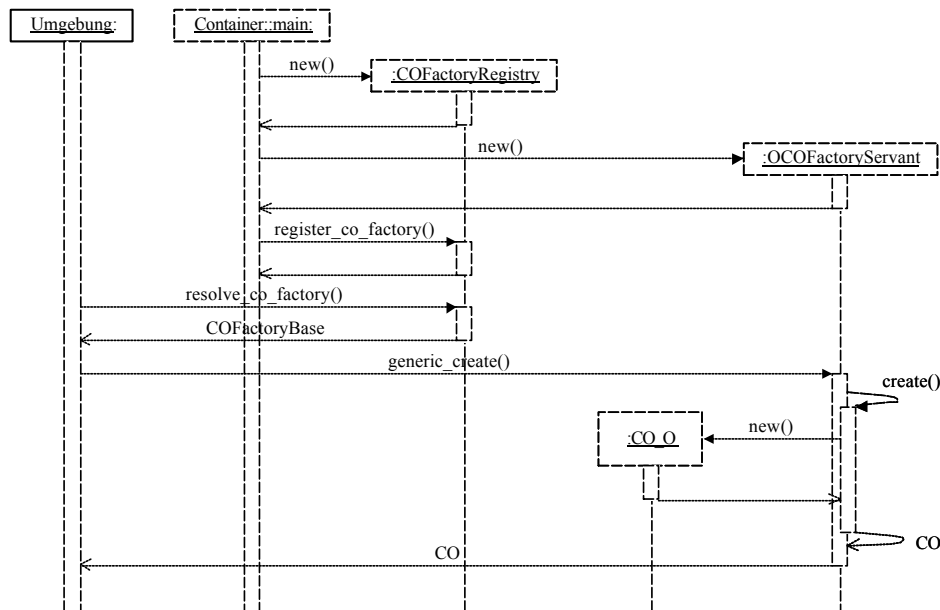 Umgebung:
Container::main:
new()
:COFactoryRegistry
new()
:OCOFactoryServant
register_co_factory()
resolve_co_factory()
COFactoryBase
generic_create()
create()
:CO_O
new()
CO
CO